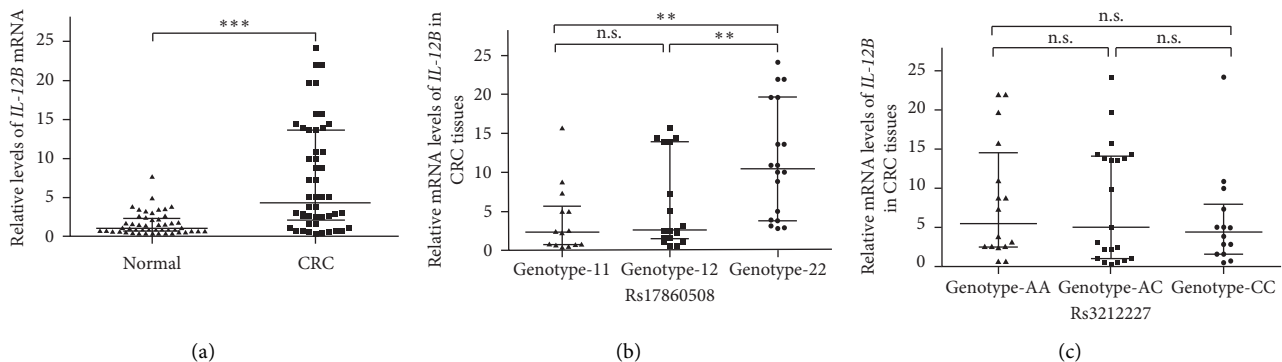 Relative levels of IL-12B mRNA
25
20
15
10
5
0
***
Normal
CRC
(a)
Relative mRNA levels of IL-12B in
CRC tissues
25
20
15
10
5
0
**
n.s.
**
Genotype-11
Genotype-12
Genotype-22
Rs17860508
(b)
Relative mRNA levels of IL-12B
in CRC tissues
25
20
15
10
5
0
n.s.
n.s.
n.s.
Genotype-AA
Genotype-AC
Genotype-CC
Rs3212227
(c)